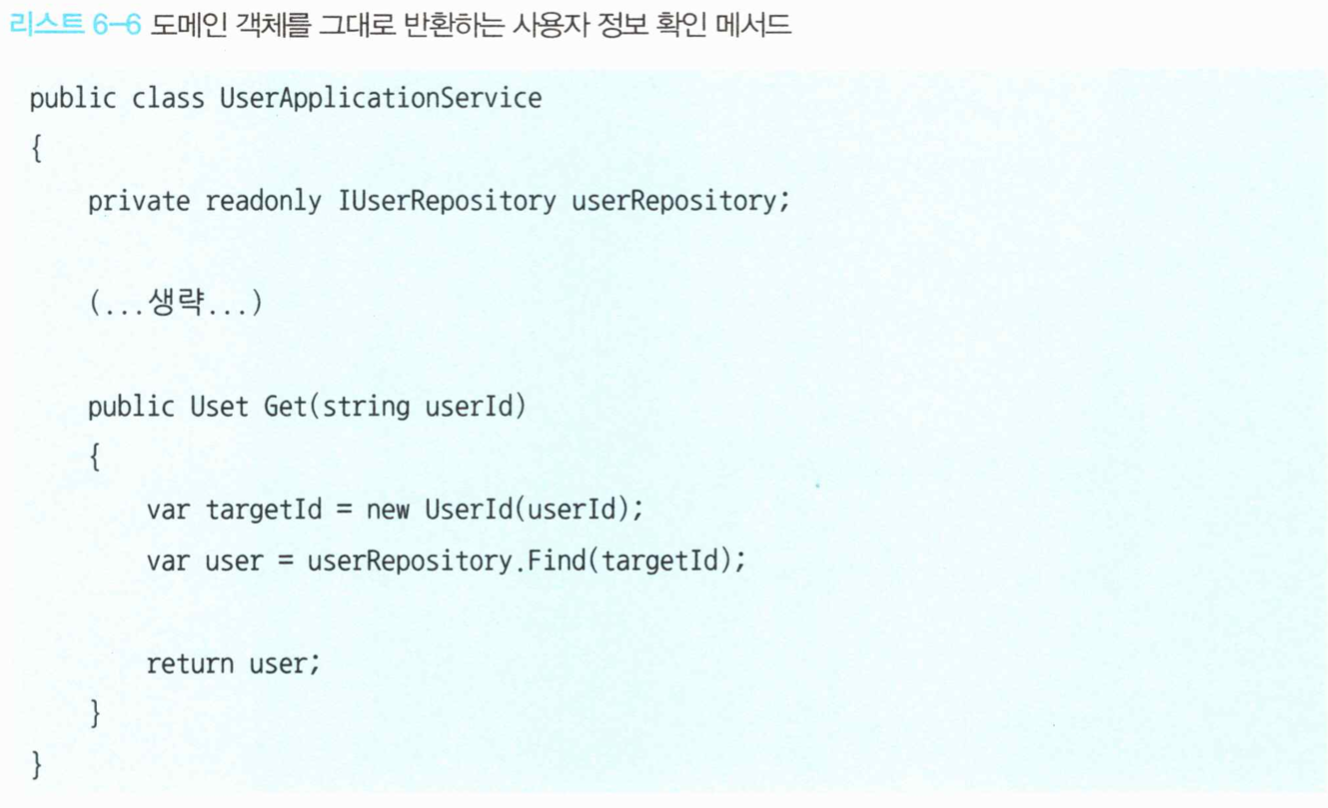 리스트 6-6 도메인 객체를 그대로 반환하는 사용자 정보 확인 메서드
public class UserApplicationService
{
    private readonly IUserRepository userRepository;
    (...생략...)
    public Uset Get(string userId)
    {
        var targetId = new UserId(userId);
        var user = userRepository.Find(targetId);
        return user;
    }
}